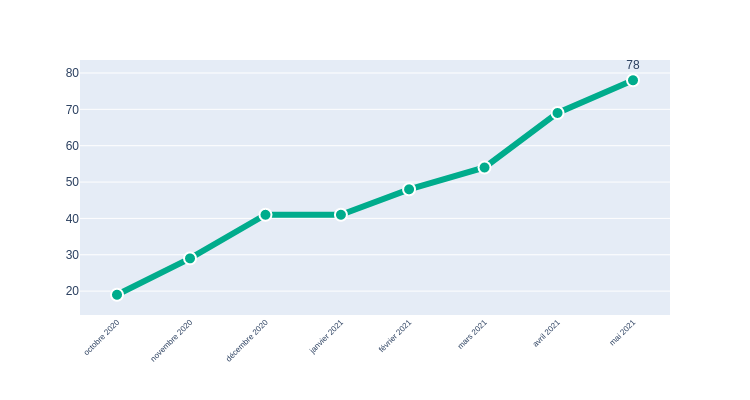 78
80
70
60
50
40
30
20
octobre 2020
novembre 2020
décembre 2020
janvier 2021
février 2021
mars 2021
avril 2021
mai 2021